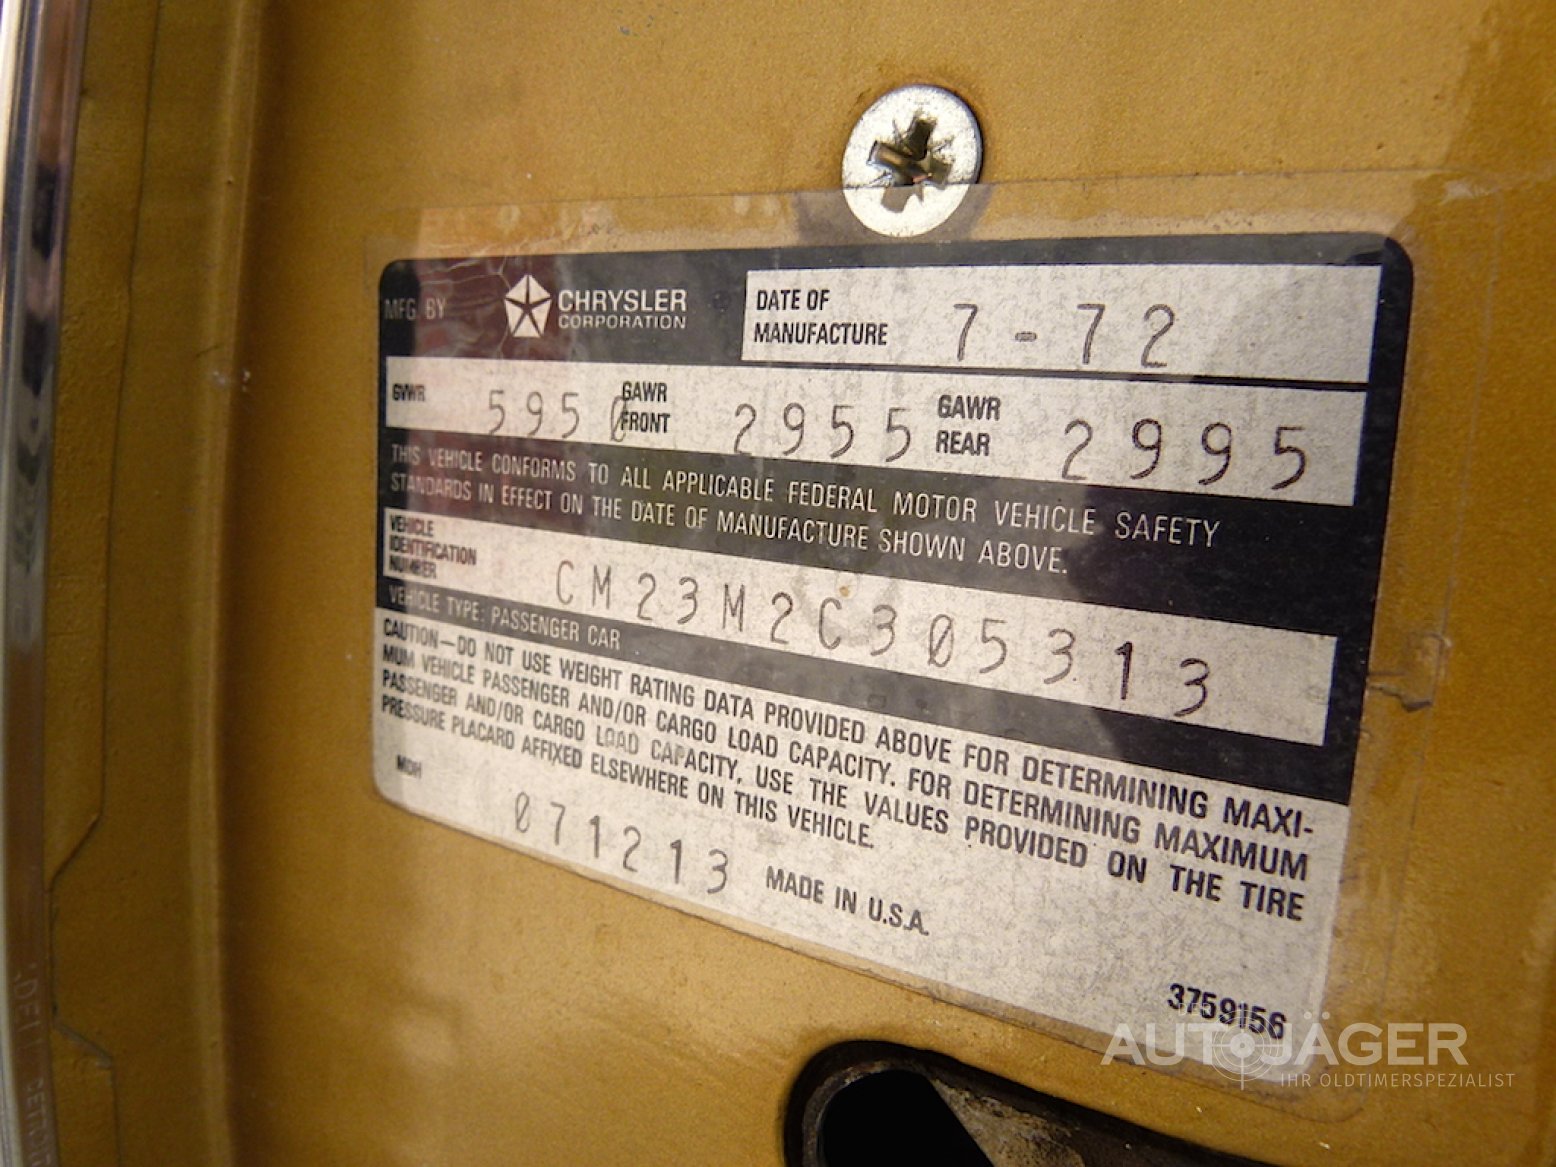 MFG. BY CHRYSLER CORPORATION
DATE OF MANUFACTURE 7-72
GVWR 5950 GAWR FRONT 2955 GAWR REAR 2995
THIS VEHICLE CONFORMS TO ALL APPLICABLE FEDERAL MOTOR VEHICLE SAFETY
STANDARDS IN EFFECT ON THE DATE OF MANUFACTURE SHOWN ABOVE.
VEHICLE
IDENTIFICATION
NUMBER
CM23M2C305313
VEHICLE TYPE: PASSENGER CAR
CAUTION—DO NOT USE WEIGHT RATING DATA PROVIDED ABOVE FOR DETERMINING MAXI-
MUM VEHICLE PASSENGER AND/OR CARGO LOAD CAPACITY. FOR DETERMINING MAXIMUM
PASSENGER AND/OR CARGO LOAD CAPACITY, USE THE VALUES PROVIDED ON THE TIRE
PRESSURE PLACARD AFFIXED ELSEWHERE ON THIS VEHICLE.
MDH
071213
MADE IN U.S.A.
3759156
AUTOJÄGER
IHR OLDTIMERSPEZIALIST